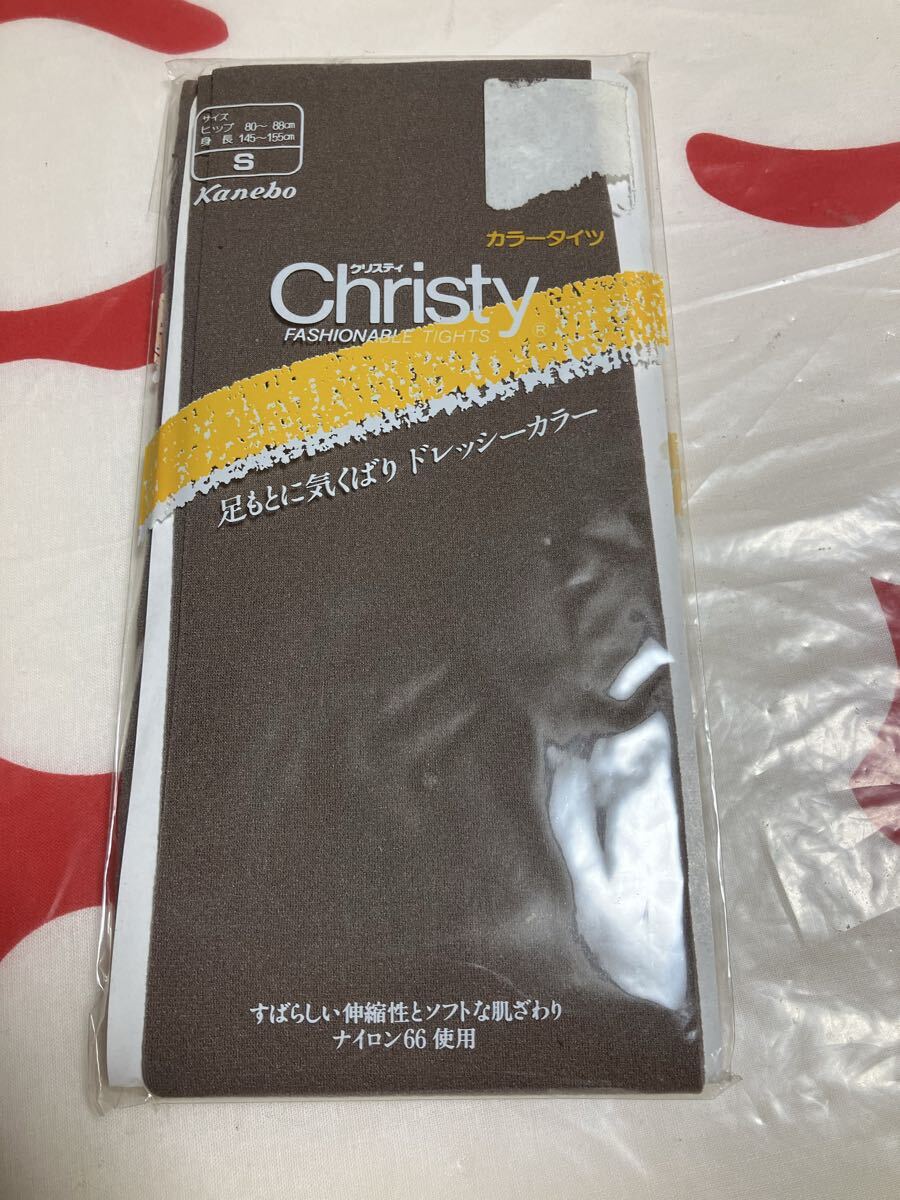 サイズ
ヒップ 80～88cm
身長 145～155cm
S
Kanebo
カラータイツ
クリスティ
Christy
FASHIONABLE TIGHTS ®
足もとに気くばり ドレッシーカラー
すばらしい伸縮性とソフトな肌ざわり
ナイロン66使用